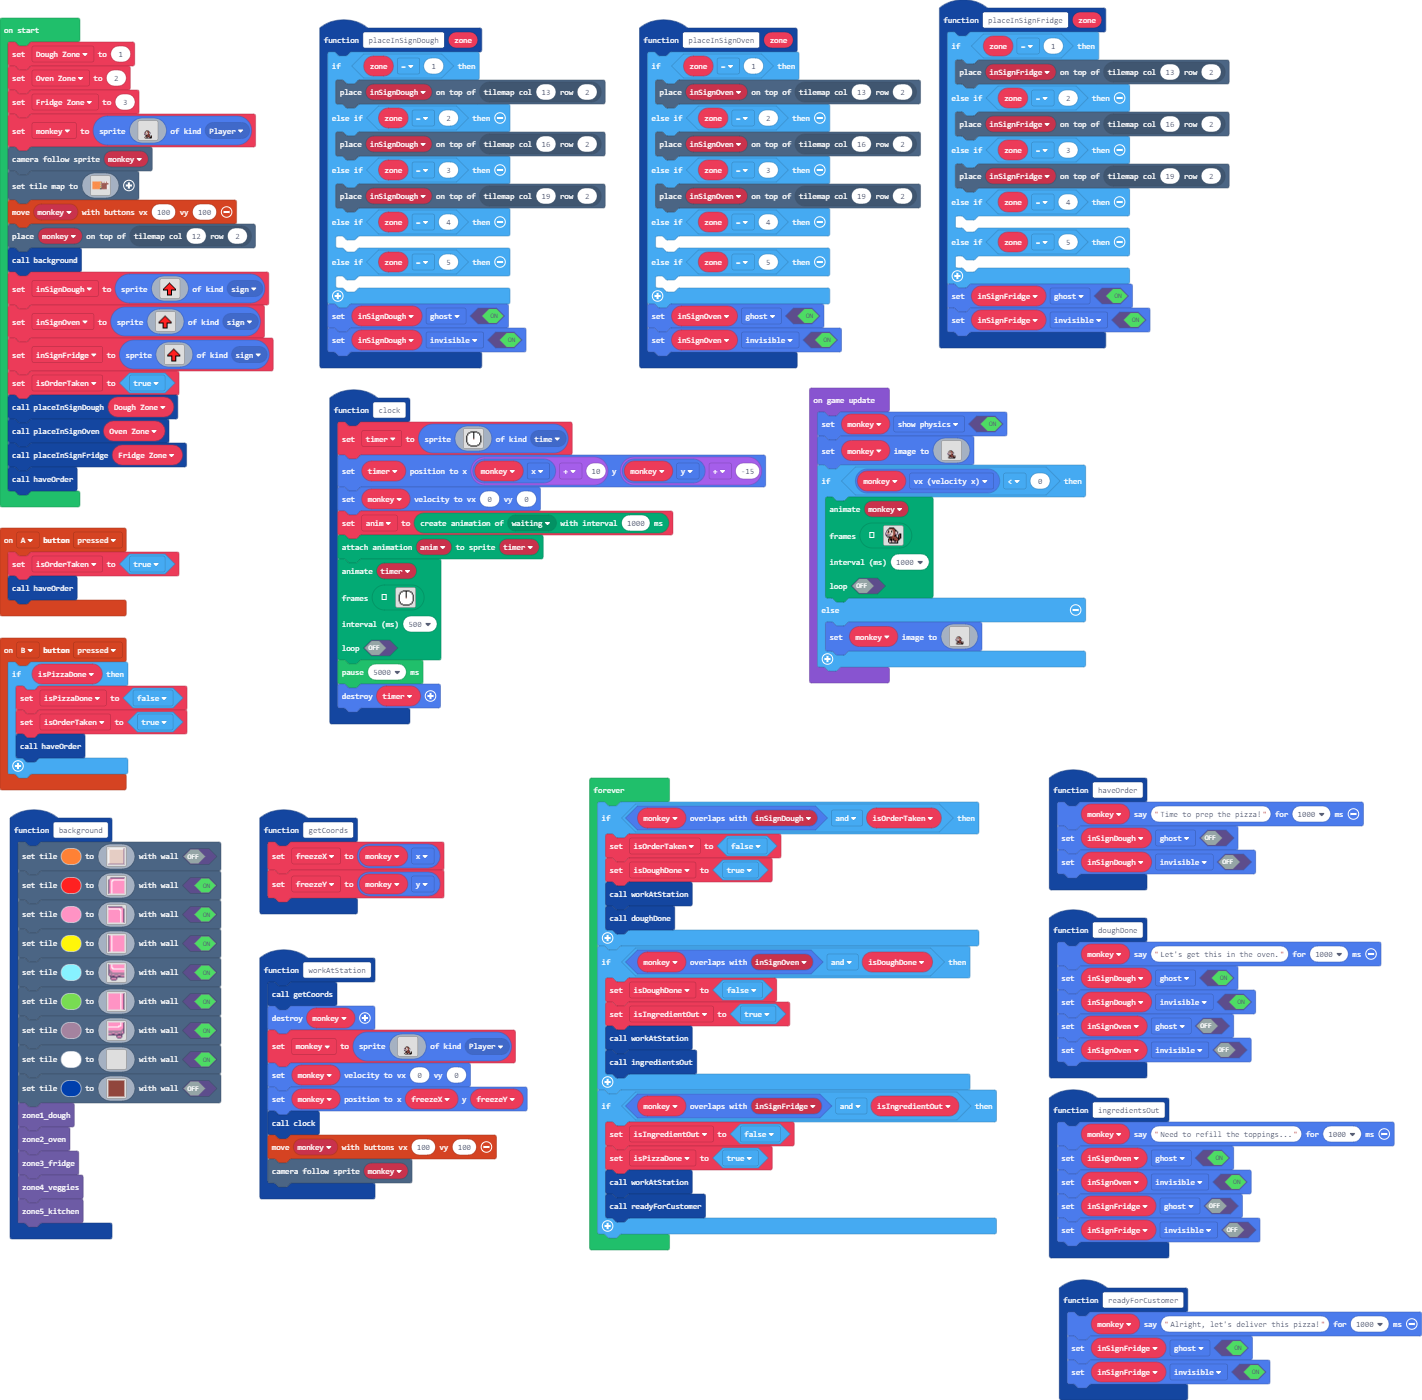 on start
set Dough Zone to 1
set Oven Zone to 2
set Fridge Zone to 3
set monkey to sprite of kind Player
camera follow sprite monkey
set tile map to
move monkey with buttons vx 100 vy 100
place monkey on top of tilemap col 12 row 2
call background
set inSignDough to sprite of kind sign
set inSignOven to sprite of kind sign
set inSignFridge to sprite of kind sign
set isOrderTaken to true
call placeInSignDough Dough Zone
call placeInSignOven Oven Zone
call placeInSignFridge Fridge Zone
call haveOrder
on A button pressed
set isOrderTaken to true
call haveOrder
on B button pressed
if isPizzaDone then
set isPizzaDone to false
set isOrderTaken to true
call haveOrder
function placeInSignDough zone
if zone = 1 then
place inSignDough on top of tilemap col 13 row 2
else if zone = 2 then
place inSignDough on top of tilemap col 16 row 2
else if zone = 3 then
place inSignDough on top of tilemap col 19 row 2
else if zone = 4 then
else if zone = 5 then
set inSignDough ghost ON
set inSignDough invisible ON
function placeInSignOven zone
if zone = 1 then
place inSignOven on top of tilemap col 13 row 2
else if zone = 2 then
place inSignOven on top of tilemap col 16 row 2
else if zone = 3 then
place inSignOven on top of tilemap col 19 row 2
else if zone = 4 then
else if zone = 5 then
set inSignOven ghost ON
set inSignOven invisible ON
function placeInSignFridge zone
if zone = 1 then
place inSignFridge on top of tilemap col 13 row 2
else if zone = 2 then
place inSignFridge on top of tilemap col 16 row 2
else if zone = 3 then
place inSignFridge on top of tilemap col 19 row 2
else if zone = 4 then
else if zone = 5 then
set inSignFridge ghost ON
set inSignFridge invisible ON
function clock
set timer to sprite of kind time
set timer position to x monkey x + 10 y monkey y + -15
set monkey velocity to vx 0 vy 0
set anim to create animation of waiting with interval 1000 ms
attach animation anim to sprite timer
animate timer
frames
interval (ms) 500
loop OFF
pause 5000 ms
destroy timer
on game update
set monkey show physics ON
set monkey image to
if monkey vx (velocity x) < 0 then
animate monkey
frames
interval (ms) 1000
loop OFF
else
set monkey image to
function background
set tile to with wall OFF
set tile to with wall ON
set tile to with wall ON
set tile to with wall ON
set tile to with wall ON
set tile to with wall ON
set tile to with wall ON
set tile to with wall ON
set tile to with wall OFF
zone1_dough
zone2_oven
zone3_fridge
zone4_veggies
zone5_kitchen
function getCoords
set freezeX to monkey x
set freezeY to monkey y
function workAtStation
call getCoords
destroy monkey
set monkey to sprite of kind Player
set monkey velocity to vx 0 vy 0
set monkey position to x freezeX y freezeY
call clock
move monkey with buttons vx 100 vy 100
camera follow sprite monkey
forever
if monkey overlaps with inSignDough and isOrderTaken then
set isOrderTaken to false
set isDoughDone to true
call workAtStation
call doughDone
if monkey overlaps with inSignOven and isDoughDone then
set isDoughDone to false
set isIngredientOut to true
call workAtStation
call ingredientsOut
if monkey overlaps with inSignFridge and isIngredientOut then
set isIngredientOut to false
set isPizzaDone to true
call workAtStation
call readyForCustomer
function haveOrder
monkey say "Time to prep the pizza!" for 1000 ms
set inSignDough ghost OFF
set inSignDough invisible OFF
function doughDone
monkey say "Let's get this in the oven." for 1000 ms
set inSignDough ghost ON
set inSignDough invisible ON
set inSignOven ghost OFF
set inSignOven invisible OFF
function ingredientsOut
monkey say "Need to refill the toppings..." for 1000 ms
set inSignOven ghost ON
set inSignOven invisible ON
set inSignFridge ghost OFF
set inSignFridge invisible OFF
function readyForCustomer
monkey say "Alright, let's deliver this pizza!" for 1000 ms
set inSignFridge ghost ON
set inSignFridge invisible ON